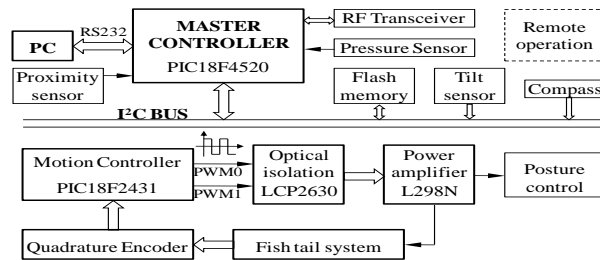 MASTER
CONTROLLER
PIC18F4520
RS232
PC
RF Transceiver
Pressure Sensor
Remote
operation
Proximity
sensor
Flash
memory
Tilt
sensor
Compass
I²C BUS
Motion Controller
PIC18F2431
PWM0
PWM1
Optical
isolation
LCP2630
Power
amplifier
L298N
Posture
control
Quadrature Encoder
Fish tail system